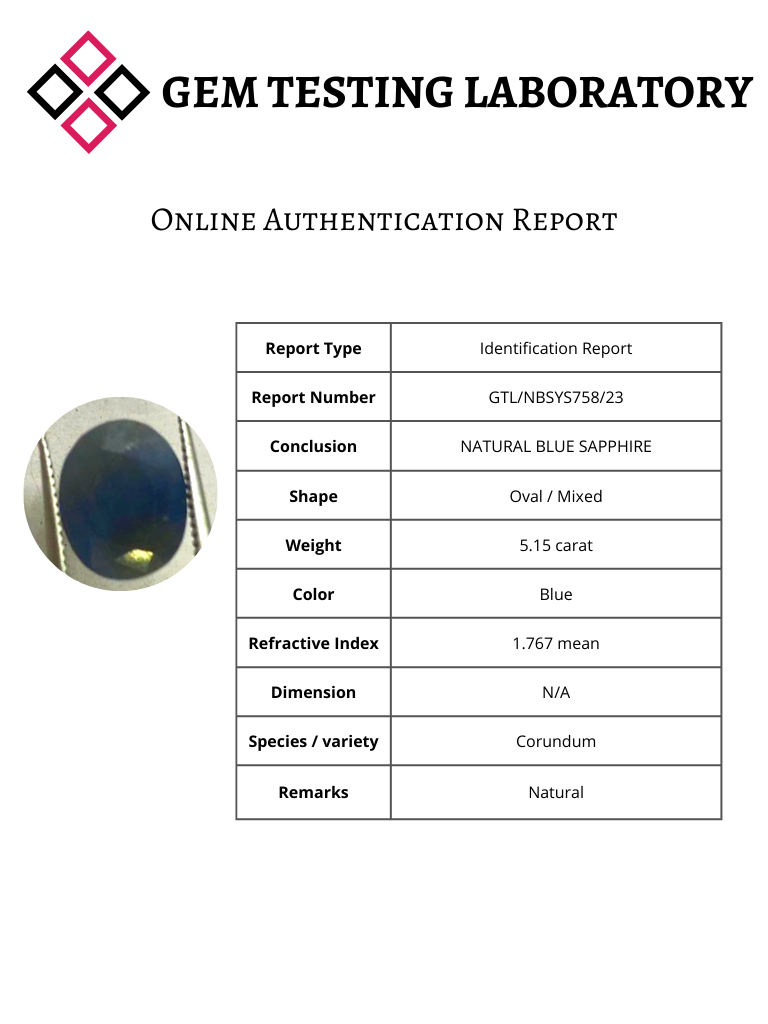 GEM TESTING LABORATORY
Online Authentication Report
Report Type Identification Report
Report Number GTL/NBSYS758/23
Conclusion NATURAL BLUE SAPPHIRE
Shape Oval / Mixed
Weight 5.15 carat
Color Blue
Refractive Index 1.767 mean
Dimension N/A
Species / variety Corundum
Remarks Natural